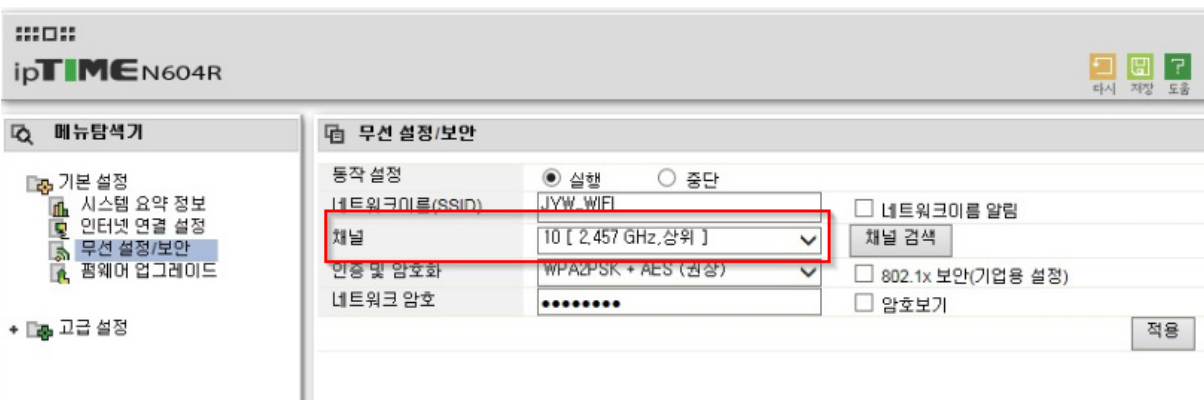 ipTIME N604R
다시 저장 도움
메뉴탐색기
기본 설정
시스템 요약 정보
인터넷 연결 설정
무선 설정/보안
펌웨어 업그레이드
+ 고급 설정
무선 설정/보안
동작 설정 실행 중단
네트워크이름(SSID) JYW_WIFI 네트워크이름 알림
채널 10 [ 2,457 GHz,상위 ] 채널 검색
인증 및 암호화 WPA2PSK + AES (권장) 802.1x 보안(기업용 설정)
네트워크 암호 •••••••• 암호보기
적용